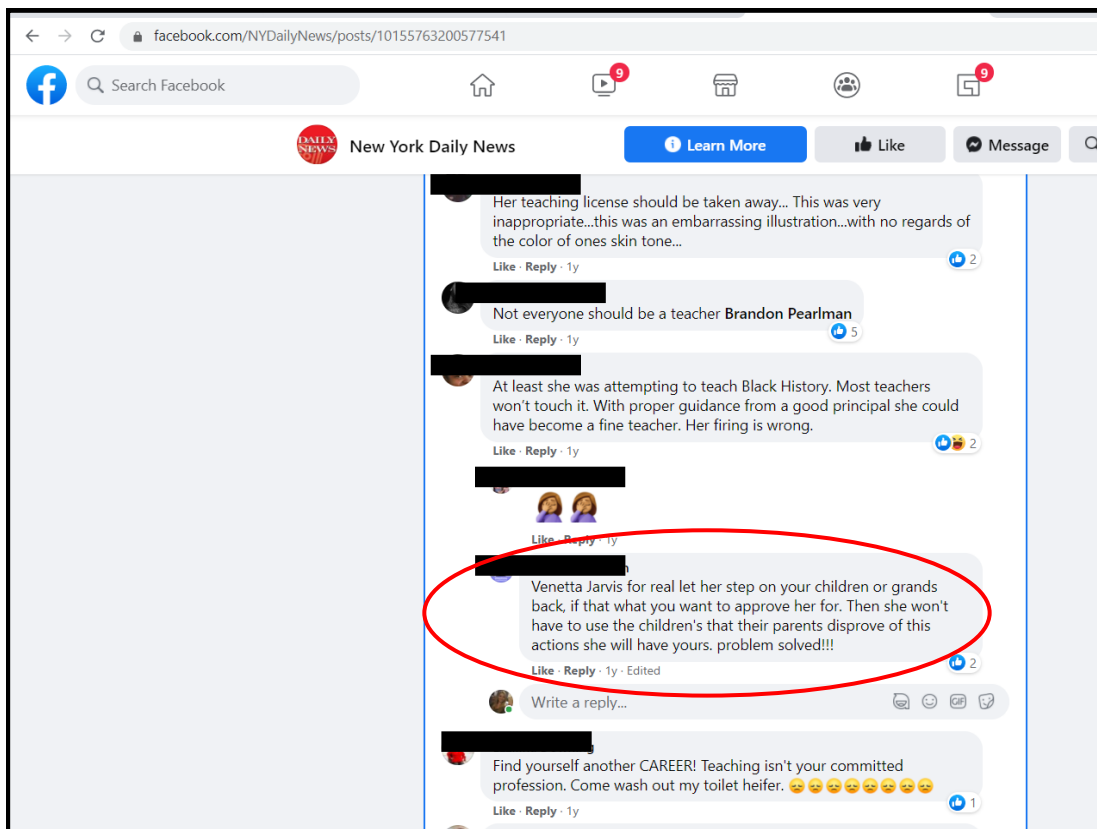 facebook.com/NYDailyNews/posts/10155763200577541
Search Facebook
9
9
DAILY NEWS
New York Daily News
Learn More
Like
Message
Her teaching license should be taken away... This was very
inappropriate...this was an embarrassing illustration...with no regards of
the color of ones skin tone...
2
Like · Reply · 1y
Not everyone should be a teacher Brandon Pearlman
5
Like · Reply · 1y
At least she was attempting to teach Black History. Most teachers
won't touch it. With proper guidance from a good principal she could
have become a fine teacher. Her firing is wrong.
2
Like · Reply · 1y
Like · Reply · 1y
Venetta Jarvis for real let her step on your children or grands
back, if that what you want to approve her for. Then she won't
have to use the children's that their parents disprove of this
actions she will have yours. problem solved!!!
2
Like · Reply · 1y · Edited
Write a reply...
GIF
Find yourself another CAREER! Teaching isn't your committed
profession. Come wash out my toilet heifer. 😞😞😞😞😞😞😞😞
1
Like · Reply · 1y